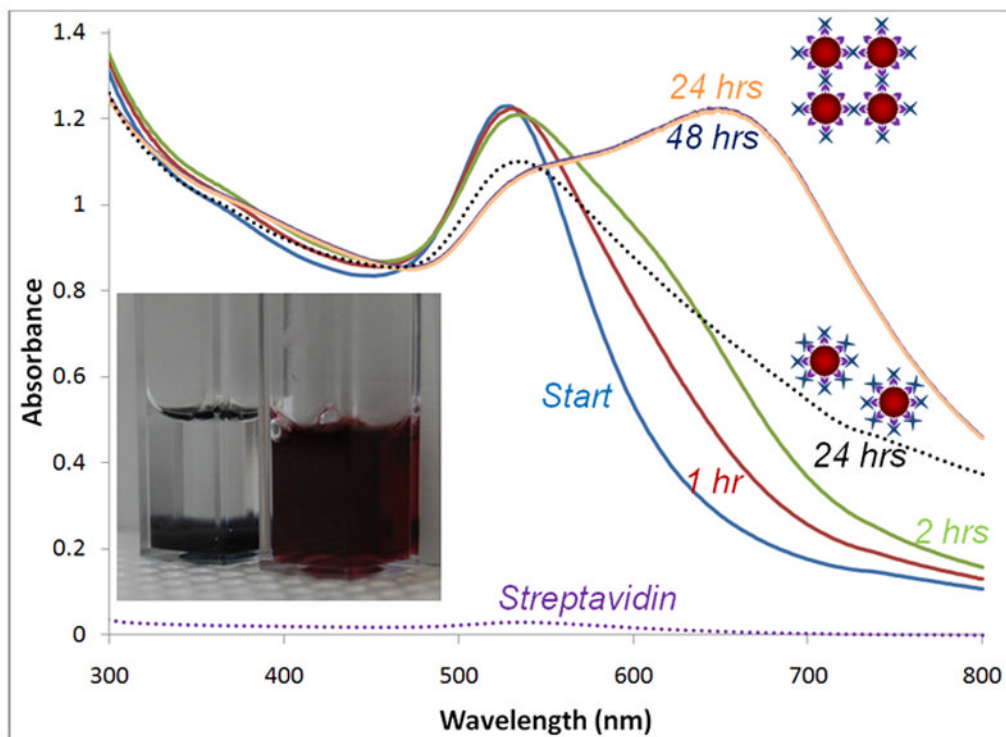 1.4
1.2
1
0.8
0.6
0.4
0.2
0
Absorbance
24 hrs
48 hrs
Start
24 hrs
1 hr
2 hrs
Streptavidin
300 400 500 600 700 800
Wavelength (nm)